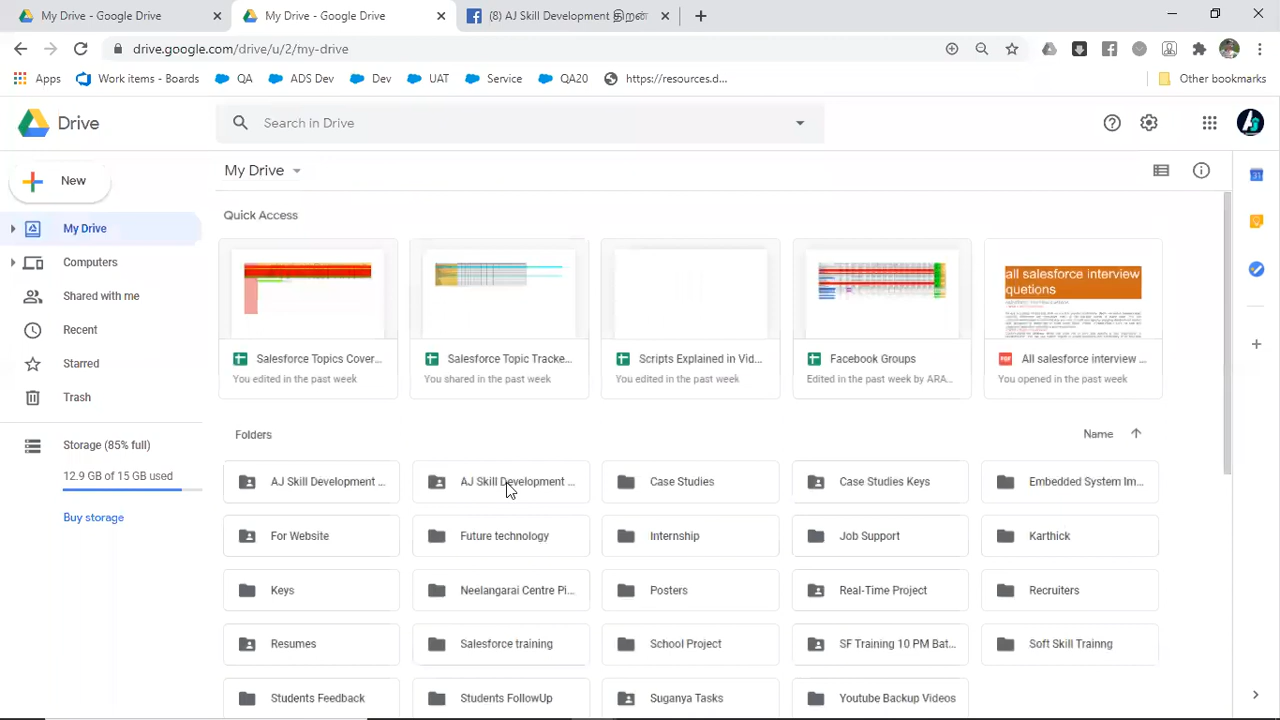 My Drive - Google Drive
My Drive - Google Drive
(8) AJ Skill Development
drive.google.com/drive/u/2/my-drive
Apps
Work items - Boards
QA
ADS Dev
Dev
UAT
Service
QA20
https://resources.d...
Other bookmarks
Drive
Search in Drive
New
My Drive
Computers
Shared with me
Recent
Starred
Trash
Storage (85% full)
12.9 GB of 15 GB used
Buy storage
My Drive
Quick Access
Salesforce Topics Cover...
You edited in the past week
Salesforce Topic Tracke...
You shared in the past week
Scripts Explained in Vid...
You edited in the past week
Facebook Groups
Edited in the past week by ARA...
all salesforce interview
quetions
All salesforce interview ...
You opened in the past week
Folders
Name
AJ Skill Development ...
AJ Skill Development ...
Case Studies
Case Studies Keys
Embedded System Im...
For Website
Future technology
Internship
Job Support
Karthick
Keys
Neelangarai Centre Pi...
Posters
Real-Time Project
Recruiters
Resumes
Salesforce training
School Project
SF Training 10 PM Bat...
Soft Skill Trainng
Students Feedback
Students FollowUp
Suganya Tasks
Youtube Backup Videos